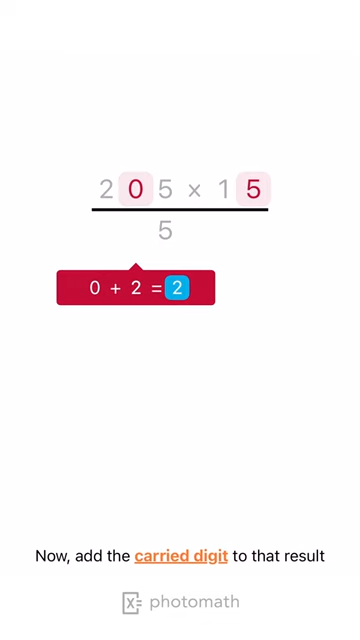 2 0 5 × 1 5
5
0 + 2 = 2
Now, add the carried digit to that result
photomath